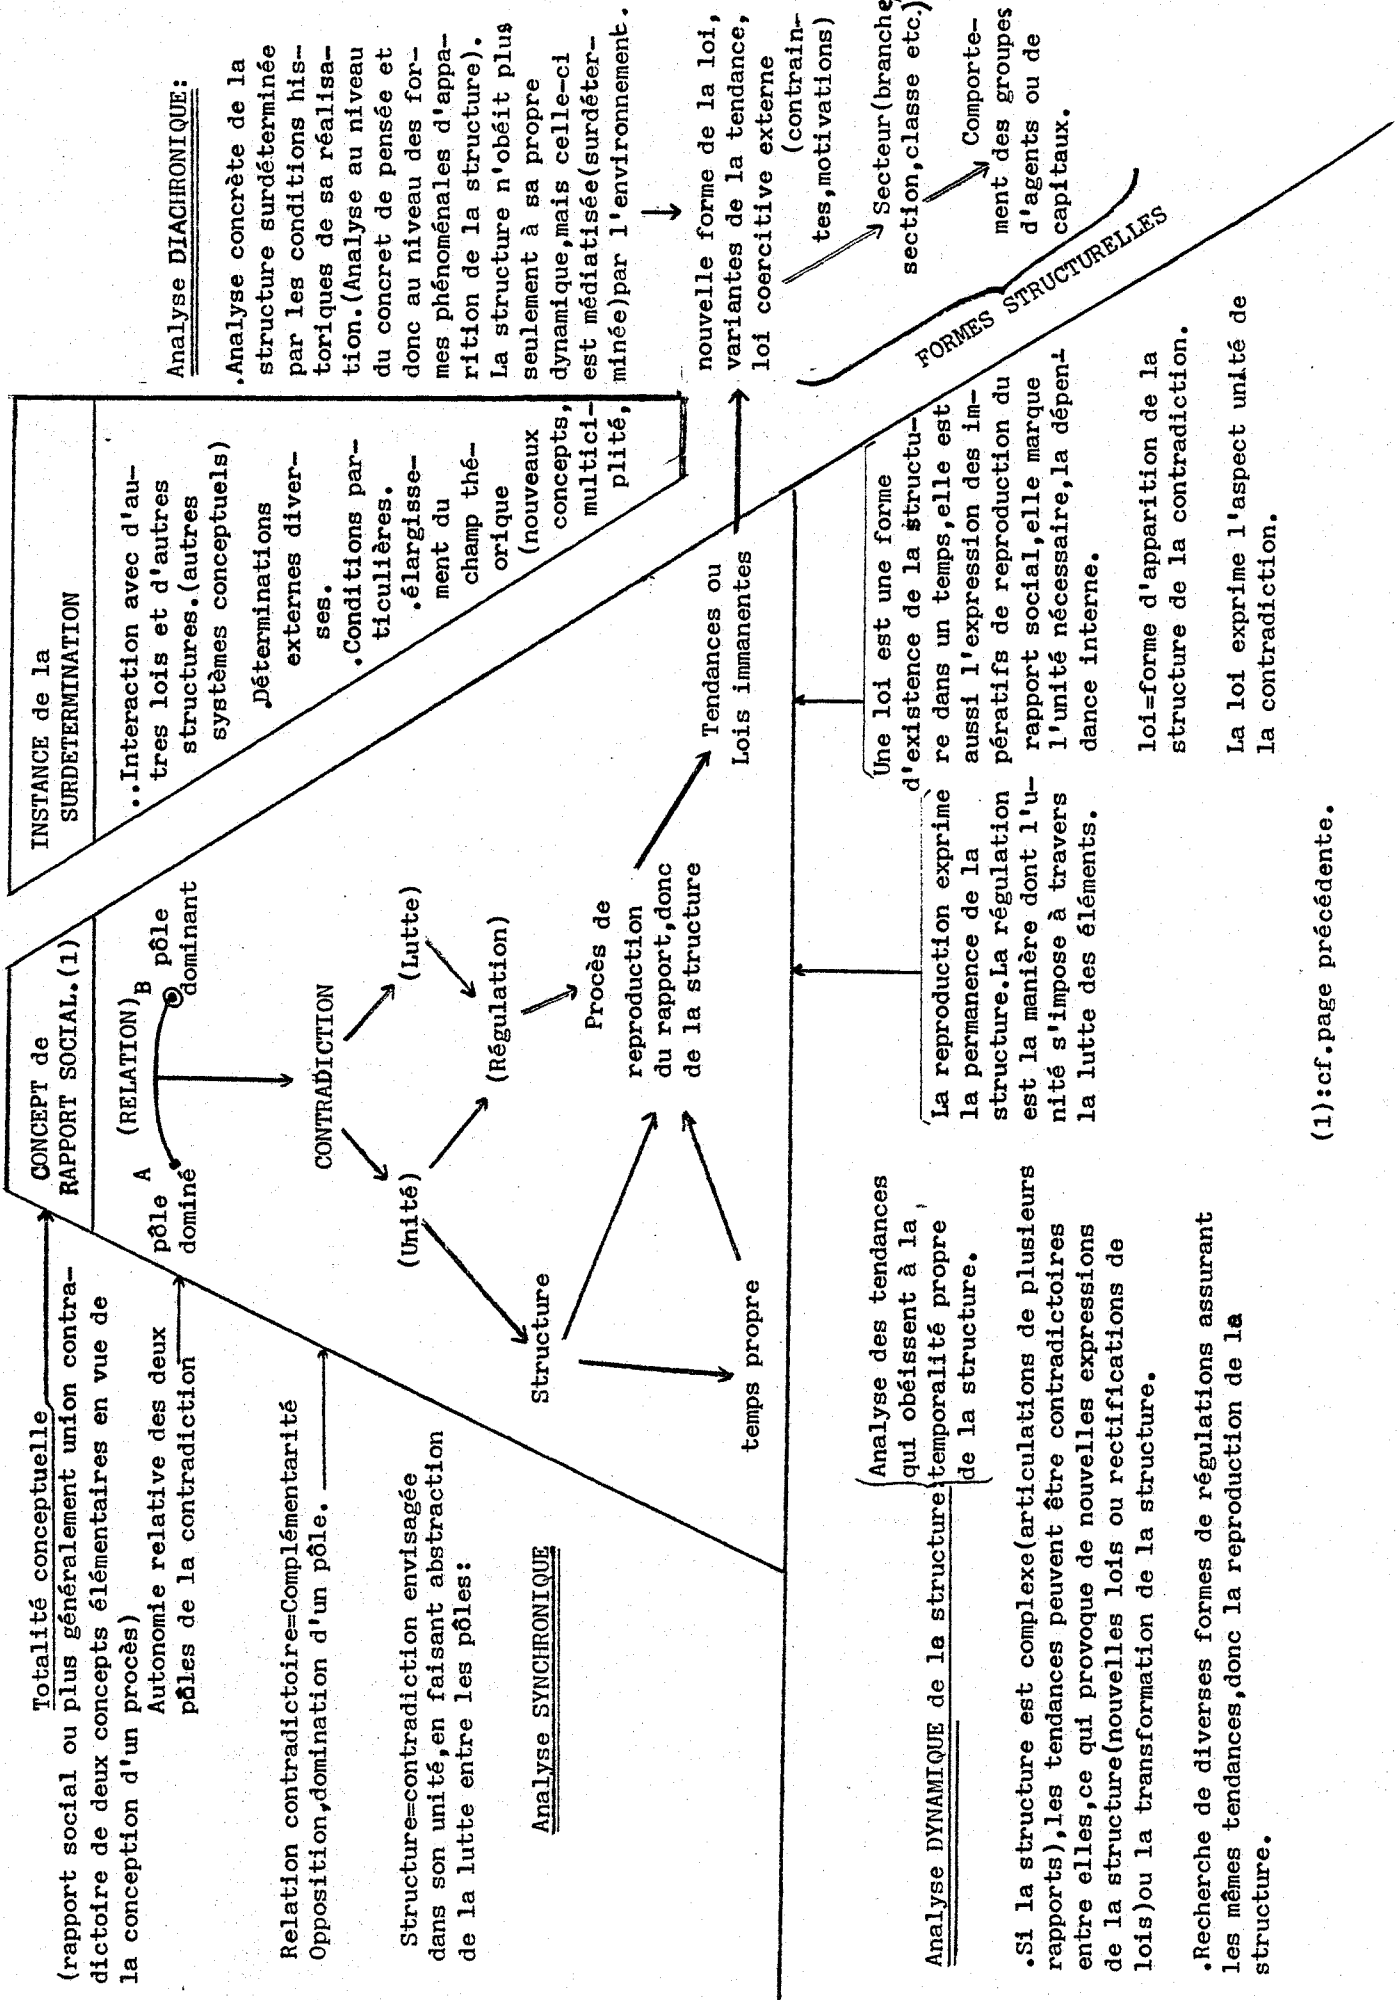 Totalité conceptuelle
(rapport social ou plus généralement union contra-
dictoire de deux concepts élémentaires en vue de
la conception d'un procès)
Autonomie relative des deux
pôles de la contradiction
Relation contradictoire=Complémentarité
Opposition,domination d'un pôle.
Structure=contradiction envisagée
dans son unité,en faisant abstraction
de la lutte entre les pôles:
Analyse SYNCHRONIQUE
CONCEPT de
RAPPORT SOCIAL.(1)
(RELATION)
pôle A
dominé
B pôle
dominant
CONTRADICTION
(Unité)
(Lutte)
(Régulation)
Structure
Procès de
reproduction
du rapport,donc
de la structure
temps propre
Tendances ou
Lois immanentes
INSTANCE de la
SURDETERMINATION
..Interaction avec d'au-
tres lois et d'autres
structures.(autres
systèmes conceptuels)
.Déterminations
externes diver-
ses.
.Conditions par-
ticulières.
.élargisse-
ment du
champ thé-
orique
(nouveaux
concepts,
multici-
plité,
Analyse DIACHRONIQUE:
.Analyse concrète de la
structure surdéterminée
par les conditions his-
toriques de sa réalisa-
tion.(Analyse au niveau
du concret de pensée et
donc au niveau des for-
mes phénoménales d'appa-
rition de la structure).
La structure n'obéit plus
seulement à sa propre
dynamique,mais celle-ci
est médiatisée(surdéter-
minée)par l'environnement.
nouvelle forme de la loi,
variantes de la tendance,
loi coercitive externe
(contrain-
tes,motivations)
Secteur(branche,
section,classe etc.)
Comporte-
ment des groupes
d'agents ou de
capitaux.
FORMES STRUCTURELLES
Analyse DYNAMIQUE de la structure:
(Analyse des tendances
qui obéissent à la
temporalité propre
de la structure.
.Si la structure est complexe(articulations de plusieurs
rapports),les tendances peuvent être contradictoires
entre elles,ce qui provoque de nouvelles expressions
de la structure(nouvelles lois ou rectifications de
lois)ou la transformation de la structure.
.Recherche de diverses formes de régulations assurant
les mêmes tendances,donc la reproduction de la
structure.
La reproduction exprime
la permanence de la
structure.La régulation
est la manière dont l'u-
nité s'impose à travers
la lutte des éléments.
Une loi est une forme
d'existence de la structu-
re dans un temps,elle est
aussi l'expression des im-
pératifs de reproduction du
rapport social,elle marque
l'unité nécessaire,la dépen-
dance interne.
loi=forme d'apparition de la
structure de la contradiction.
La loi exprime l'aspect unité de
la contradiction.
(1):cf.page précédente.